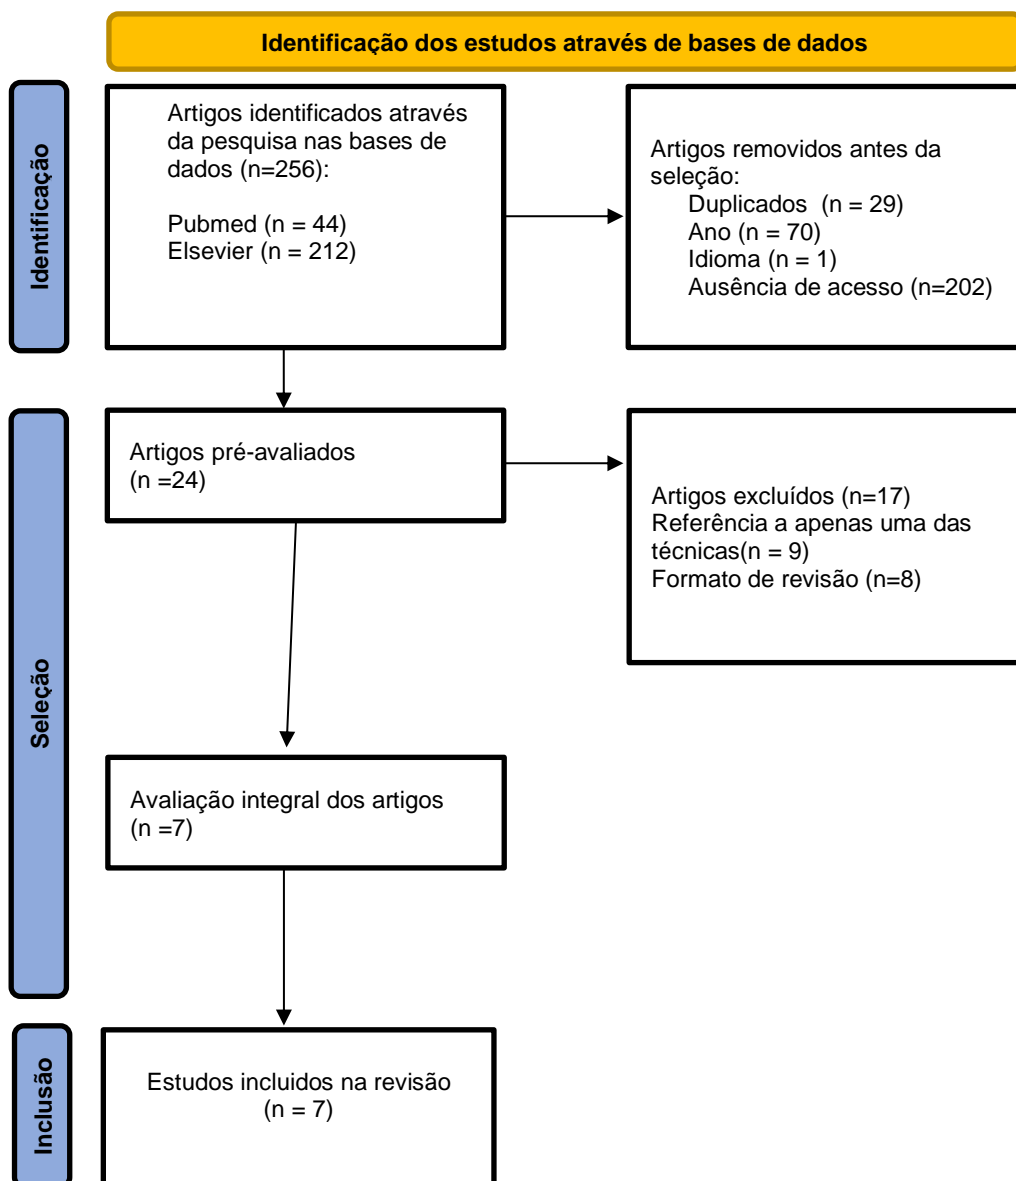 Identificação dos estudos através de bases de dados
Identificação
Artigos identificados através
da pesquisa nas bases de
dados (n=256):
Pubmed (n = 44)
Elsevier (n = 212)
Artigos removidos antes da
seleção:
Duplicados  (n = 29)
Ano (n = 70)
Idioma (n = 1)
Ausência de acesso (n=202)
Seleção
Artigos pré-avaliados
(n =24)
Artigos excluídos (n=17)
Referência a apenas uma das
técnicas(n = 9)
Formato de revisão (n=8)
Avaliação integral dos artigos
(n =7)
Inclusão
Estudos incluidos na revisão
(n = 7)